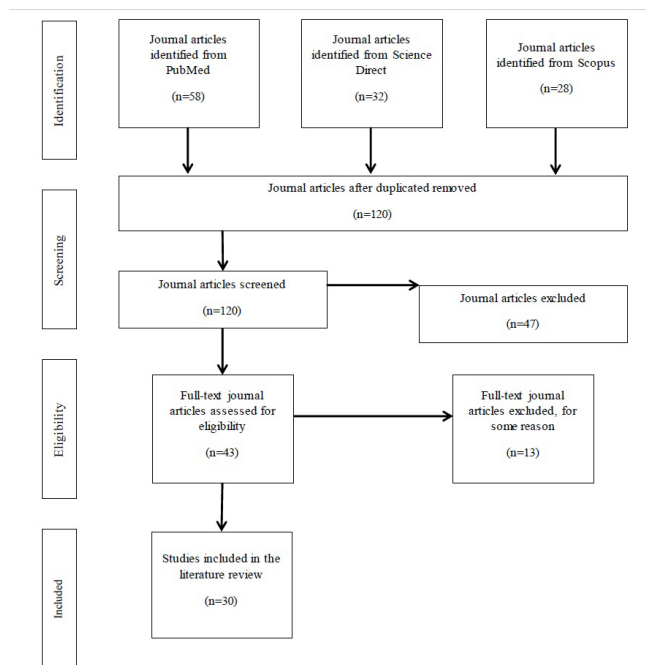 Identification
Journal articles
identified from
PubMed
(n=58)
Journal articles
identified from Science
Direct
(n=32)
Journal articles
identified from Scopus
(n=28)
Screening
Journal articles after duplicated removed
(n=120)
Journal articles screened
(n=120)
Journal articles excluded
(n=47)
Eligibility
Full-text journal
articles assessed for
eligibility
(n=43)
Full-text journal
articles excluded, for
some reason
(n=13)
Included
Studies included in the
literature review
(n=30)